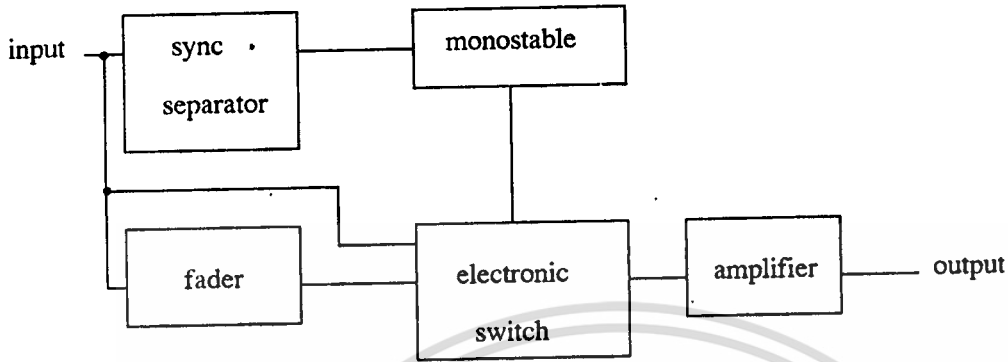 input
sync
separator
monostable
fader
electronic
switch
amplifier
output